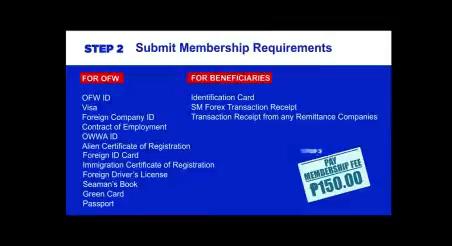 STEP 2 Submit Membership Requirements
FOR OFW
OFW ID
Visa
Foreign Company ID
Contract of Employment
OWWA ID
Alien Certificate of Registration
Foreign ID Card
Immigration Certificate of Registration
Foreign Driver's License
Seaman's Book
Green Card
Passport
FOR BENEFICIARIES
Identification Card
SM Forex Transaction Receipt
Transaction Receipt from any Remittance Companies
STEP 3
PAY
MEMBERSHIP FEE
₱150.00